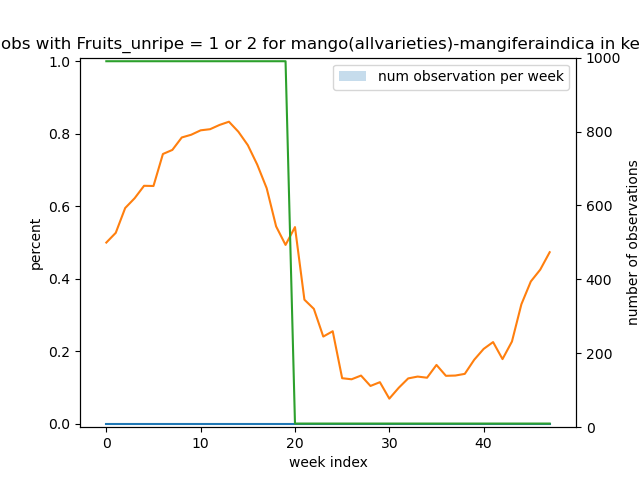 obs with Fruits_unripe = 1 or 2 for mango(allvarieties)-mangiferaindica in ke
num observation per week
percent
1.0
0.8
0.6
0.4
0.2
0.0
1000
800
600
400
200
0
number of observations
0 10 20 30 40
week index